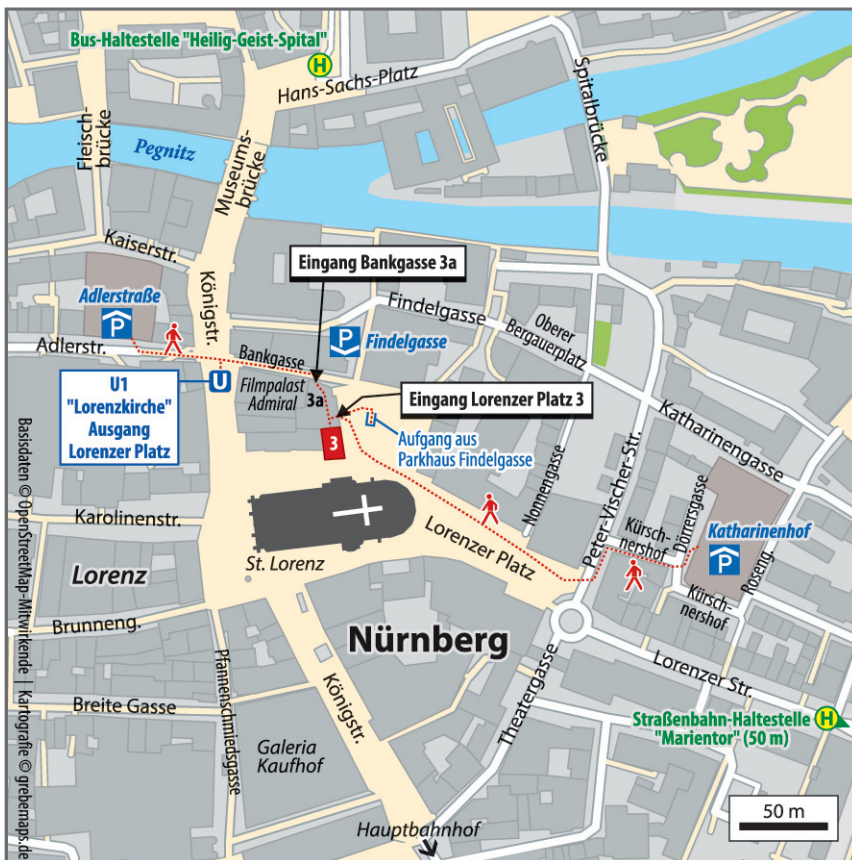 Bus-Haltestelle "Heilig-Geist-Spital"
H
Hans-Sachs-Platz
Spitalbrücke
Fleisch-
brücke
Pegnitz
Museums-
brücke
Kaiserstr.
Königstr.
Eingang Bankgasse 3a
Adlerstraße
P
Adlerstr.
Findelgasse
Oberer
Bergauerplatz
P
Findelgasse
Bankgasse
U
Filmpalast
Admiral
3a
U1
"Lorenzkirche"
Ausgang
Lorenzer Platz
Eingang Lorenzer Platz 3
3
Aufgang aus
Parkhaus Findelgasse
Katharinengasse
Nonnengasse
Peter-Vischer-Str.
Karolinenstr.
St. Lorenz
Lorenzer Platz
Kürsch-
nershof
Dörrersgasse
Katharinenhof
P
Roseng.
Kürsch-
nershof
Lorenz
Brunneng.
Nürnberg
Pfannenschmiedsgasse
Königstr.
Theatergasse
Lorenzer Str.
Breite Gasse
Galeria
Kaufhof
Straßenbahn-Haltestelle
"Marientor" (50 m)
H
Hauptbahnhof
50 m
Basisdaten © OpenStreetMap-Mitwirkende | Kartografie © grebemaps.de